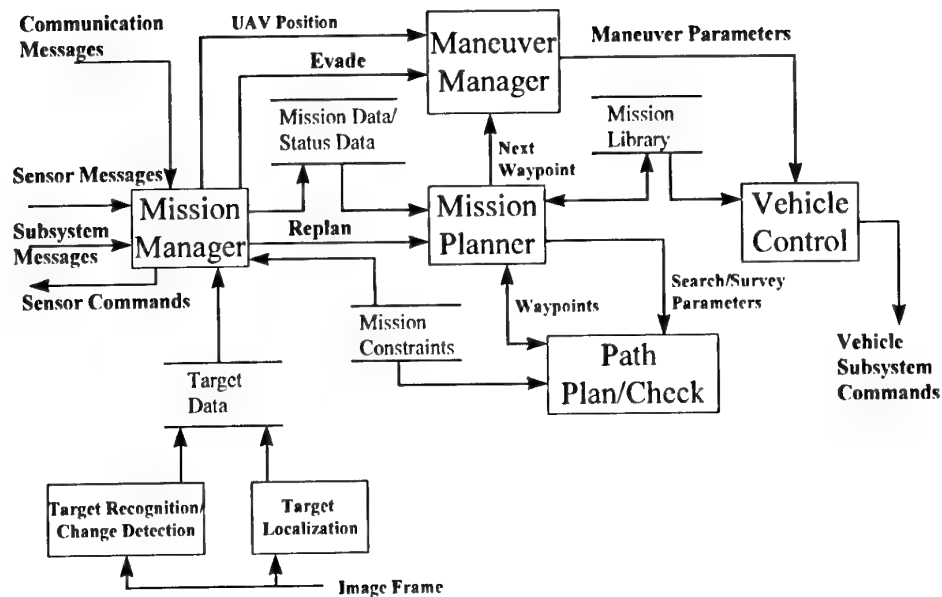 Communication
Messages
UAV Position
Evade
Maneuver
Manager
Maneuver Parameters
Mission Data/
Status Data
Next
Waypoint
Mission
Library
Sensor Messages
Subsystem
Messages
Sensor Commands
Mission
Manager
Replan
Mission
Planner
Vehicle
Control
Search/Survey
Parameters
Waypoints
Mission
Constraints
Path
Plan/Check
Vehicle
Subsystem
Commands
Target
Data
Target Recognition/
Change Detection
Target
Localization
Image Frame